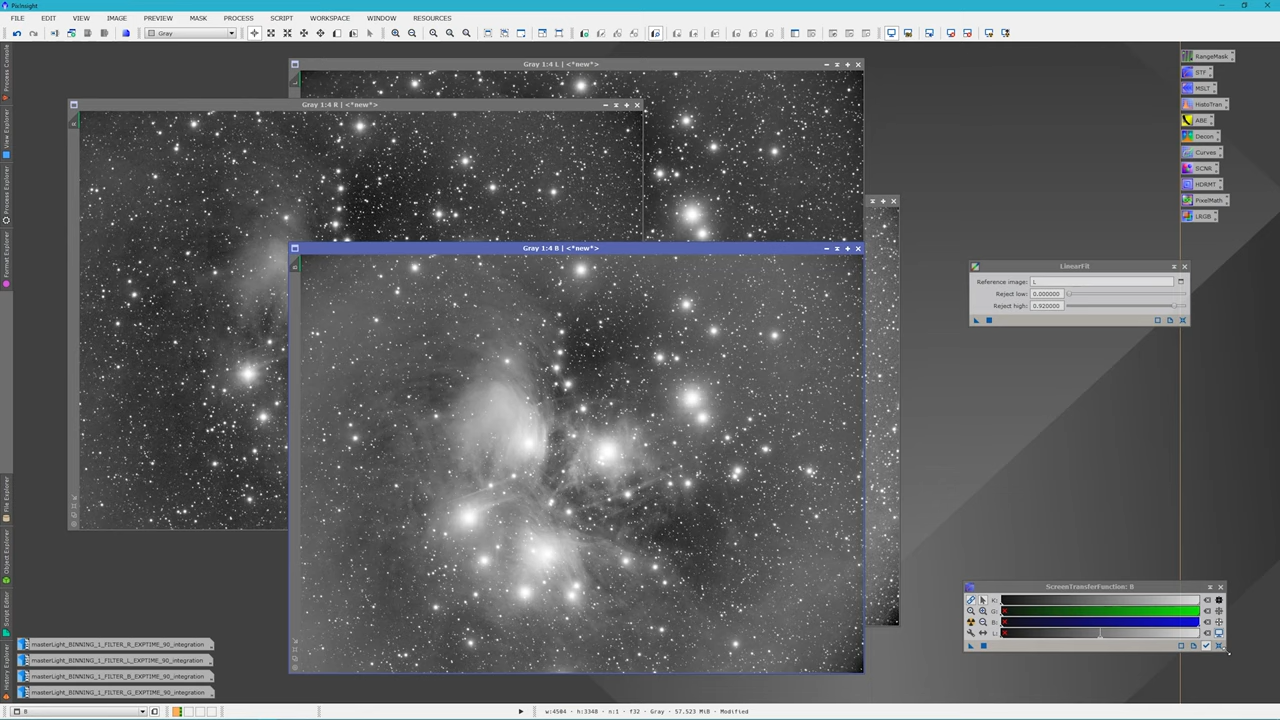 PixInsight
FILE EDIT VIEW IMAGE PREVIEW MASK PROCESS SCRIPT WORKSPACE WINDOW RESOURCES
Gray
Process Console
View Explorer
Process Explorer
Format Explorer
File Explorer
Object Explorer
Script Editor
History Explorer
Gray 1:4 L | <*new*>
Gray 1:4 R | <*new*>
Gray 1:4 B | <*new*>
RangeMask
STF
MSLT
HistoTran
ABE
Decon
Curves
SCNR
HDRMT
PixelMath
LRGB
LinearFit
Reference image: L
Reject low: 0.000000
Reject high: 0.920000
ScreenTransferFunction: B
G:
B:
L:
masterLight_BINNING_1_FILTER_R_EXPTIME_90_integration
masterLight_BINNING_1_FILTER_L_EXPTIME_90_integration
masterLight_BINNING_1_FILTER_B_EXPTIME_90_integration
masterLight_BINNING_1_FILTER_G_EXPTIME_90_integration
B
w:4504 · h:3348 · n:1 · f32 · Gray · 57.523 MiB · Modified